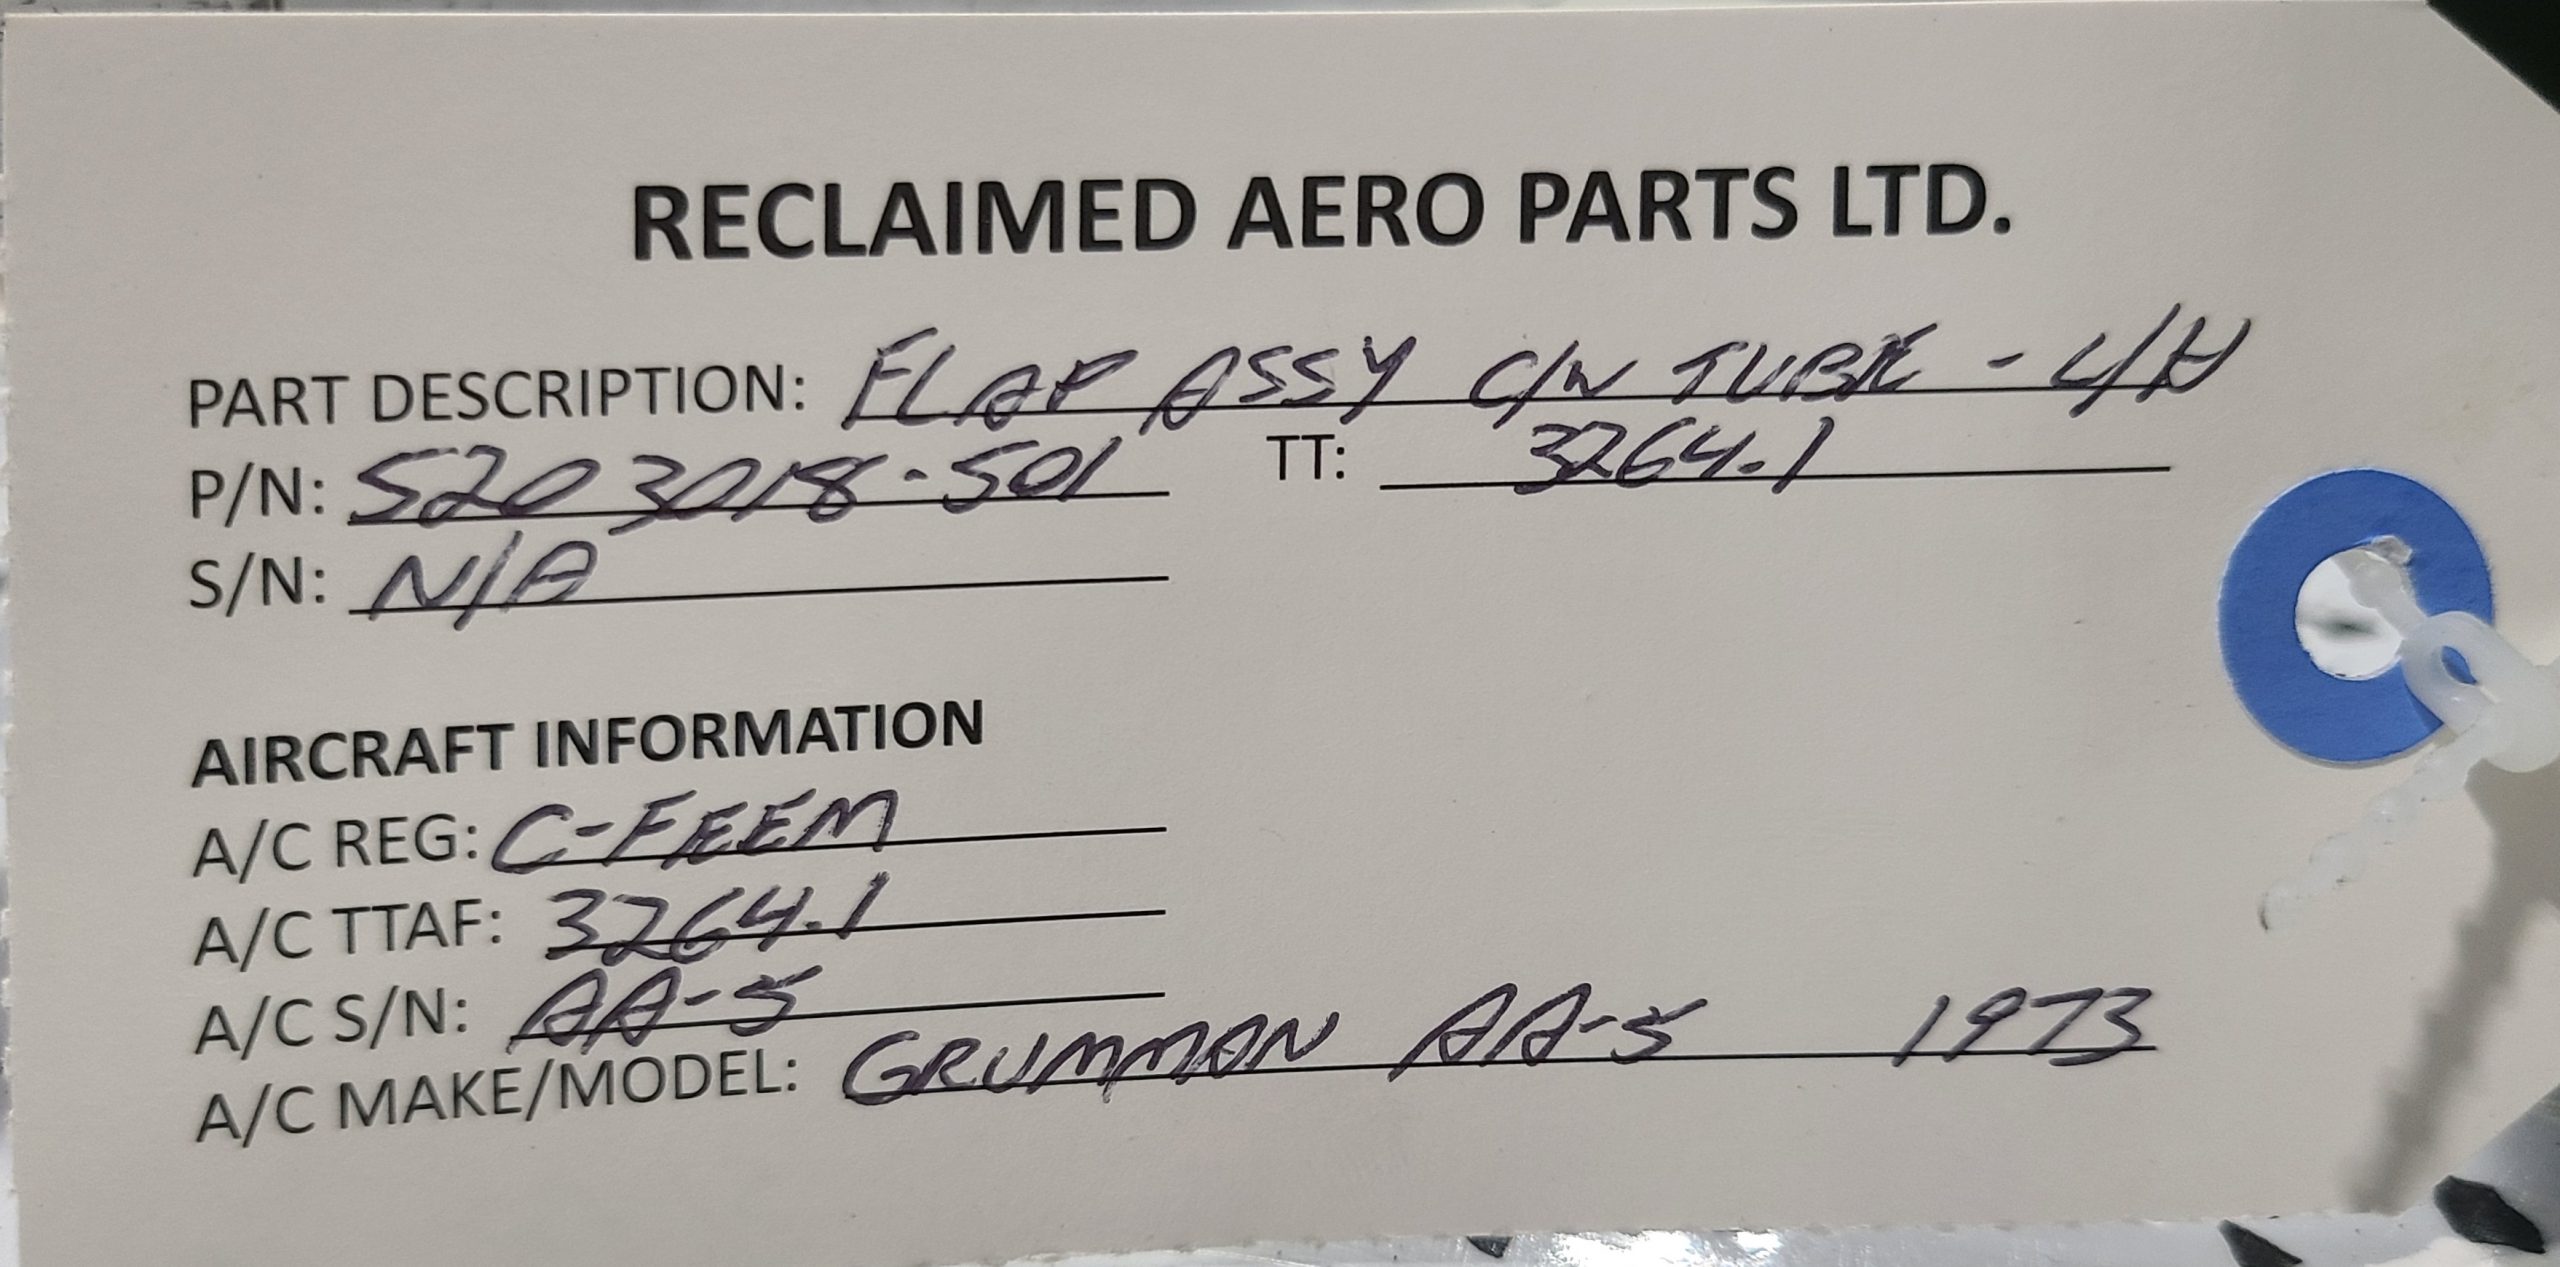 RECLAIMED AERO PARTS LTD.
PART DESCRIPTION: FLAP ASSY C/W TUBE - L/H
P/N: 5203018-501 TT: 3264.1
S/N: N/A
AIRCRAFT INFORMATION
A/C REG: C-FEEM
A/C TTAF: 3264.1
A/C S/N: AA-5
A/C MAKE/MODEL: GRUMMAN AA-5 1973